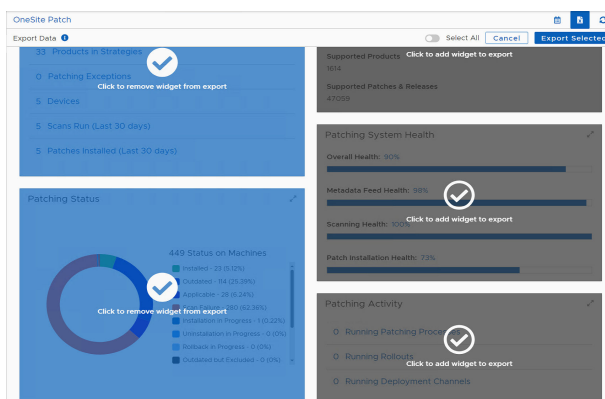 OneSite Patch
Export Data
Select All
Cancel
Export Selected
33 Products in Strategies
0 Patching Exceptions
Click to remove widget from export
5 Devices
5 Scans Run (Last 30 days)
5 Patches Installed (Last 30 days)
Patching Status
449 Status on Machines
Installed - 23 (5.12%)
Outdated - 114 (25.39%)
Applicable - 28 (6.24%)
Scan Failure - 280 (62.36%)
Click to remove widget from export
Installation in Progress - 1 (0.22%)
Uninstallation in Progress - 0 (0%)
Rollback in Progress - 0 (0%)
Outdated but Excluded - 0 (0%)
Supported Products
Click to add widget to export
1614
Supported Patches & Releases
47059
Patching System Health
Overall Health: 90%
Metadata Feed Health: 98%
Scanning Health: 100%
Click to add widget to export
Patch Installation Health: 73%
Patching Activity
0 Running Patching Processes
0 Running Rollouts
Click to add widget to export
0 Running Deployment Channels